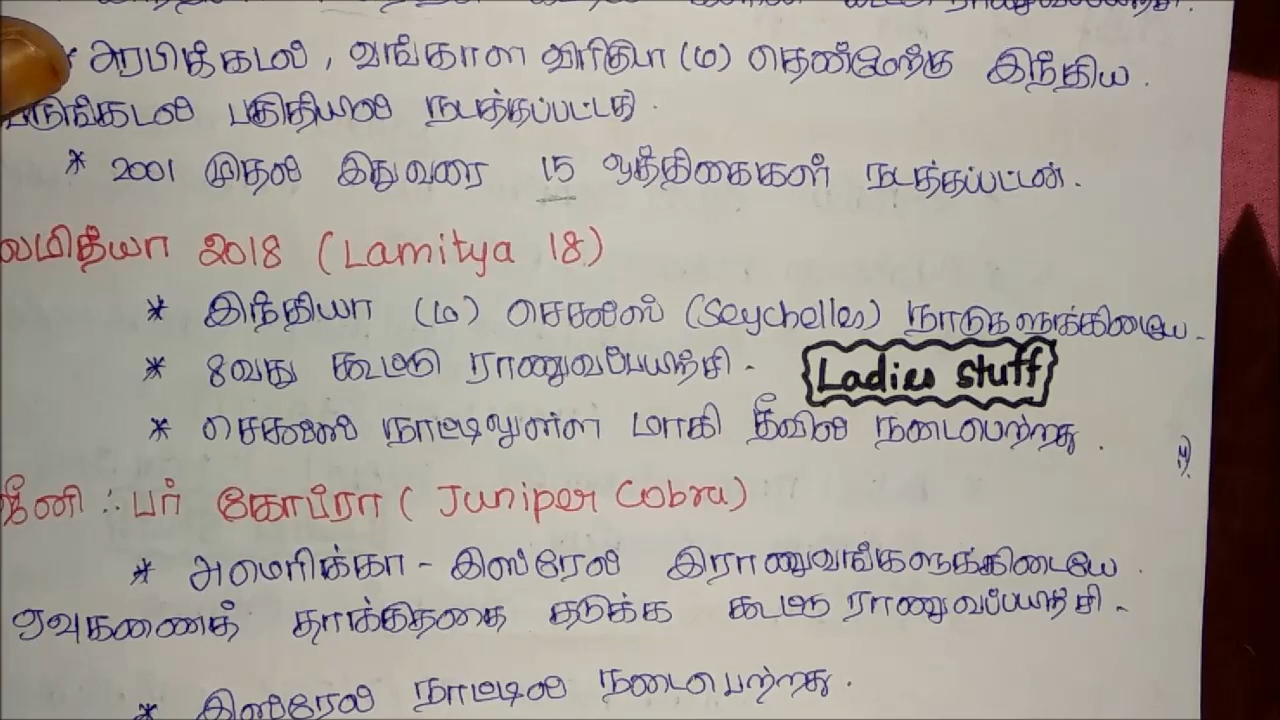 * அரபிக்கடல், வங்காள விரிகுடா (ம) தென்மேற்கு இந்திய
பெருங்கடல் பகுதியில் நடத்தப்பட்டது.
* 2001 முதல் இதுவரை 15 ஒத்திகைகள் நடத்தப்பட்டன.
லமித்யா 2018 (Lamitya 18)
* இந்தியா (ம) செசல்ஸ் (Seychelles) நாடுகளுக்கிடையே.
* 8வது கூட்டு ராணுவப்பயிற்சி.
Ladies stuff
* செசல்ஸ் நாட்டிலுள்ள மாகி தீவில் நடைபெற்றது.
ஜீனி ஃபர் கோப்ரா (Juniper Cobra)
* அமெரிக்கா - இஸ்ரேல் இராணுவங்களுக்கிடையே
ஏவுகணைத் தாக்குதலை தடுக்க கூட்டு ராணுவப்பயிற்சி.
* இஸ்ரேல் நாட்டில் நடைபெற்றது.